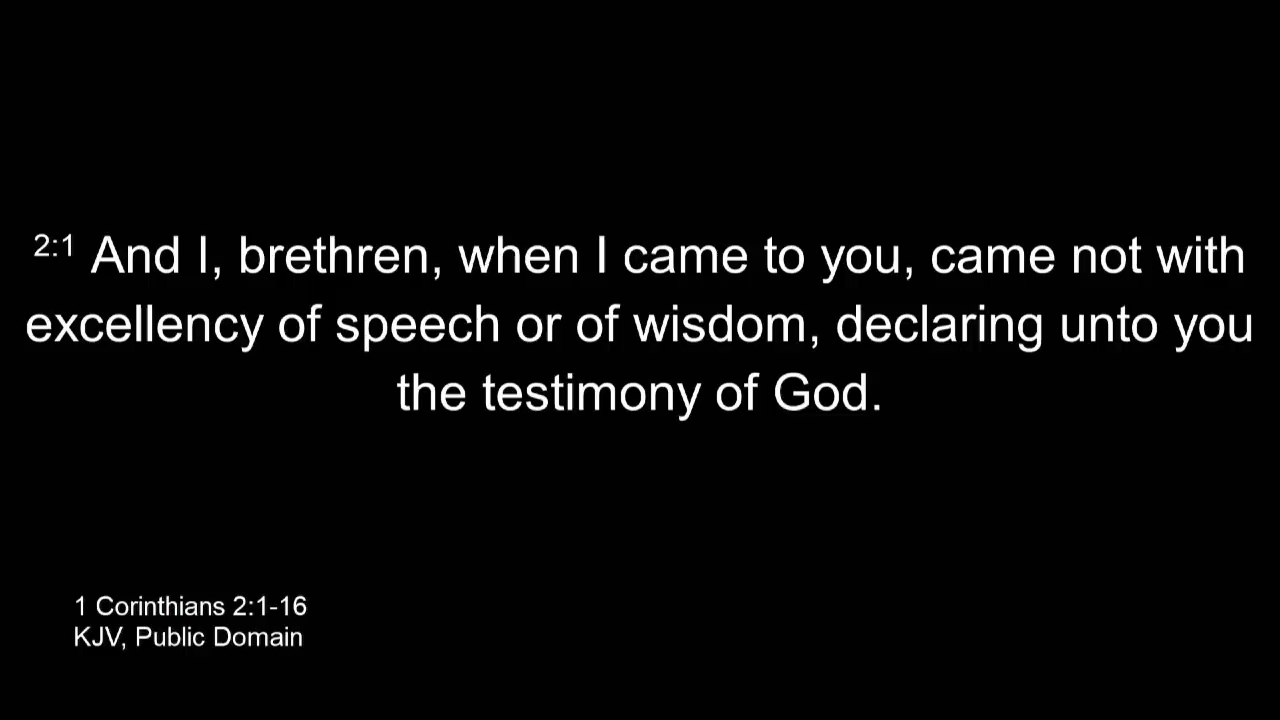 2:1 And I, brethren, when I came to you, came not with
excellency of speech or of wisdom, declaring unto you
the testimony of God.
1 Corinthians 2:1-16
KJV, Public Domain